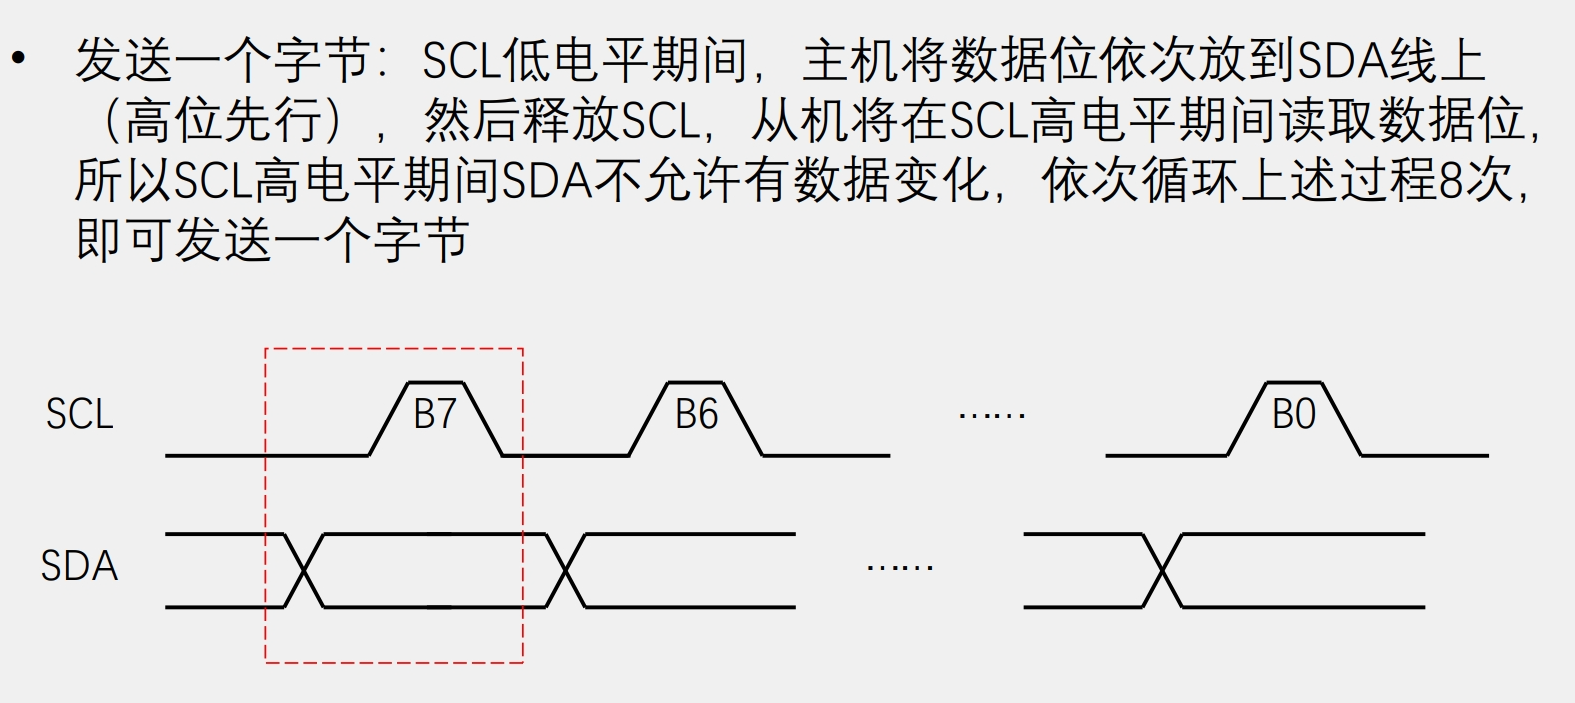 • 发送一个字节：SCL低电平期间，主机将数据位依次放到SDA线上
（高位先行），然后释放SCL，从机将在SCL高电平期间读取数据位，
所以SCL高电平期间SDA不允许有数据变化，依次循环上述过程8次，
即可发送一个字节
SCL B7 B6 …… B0
SDA ……